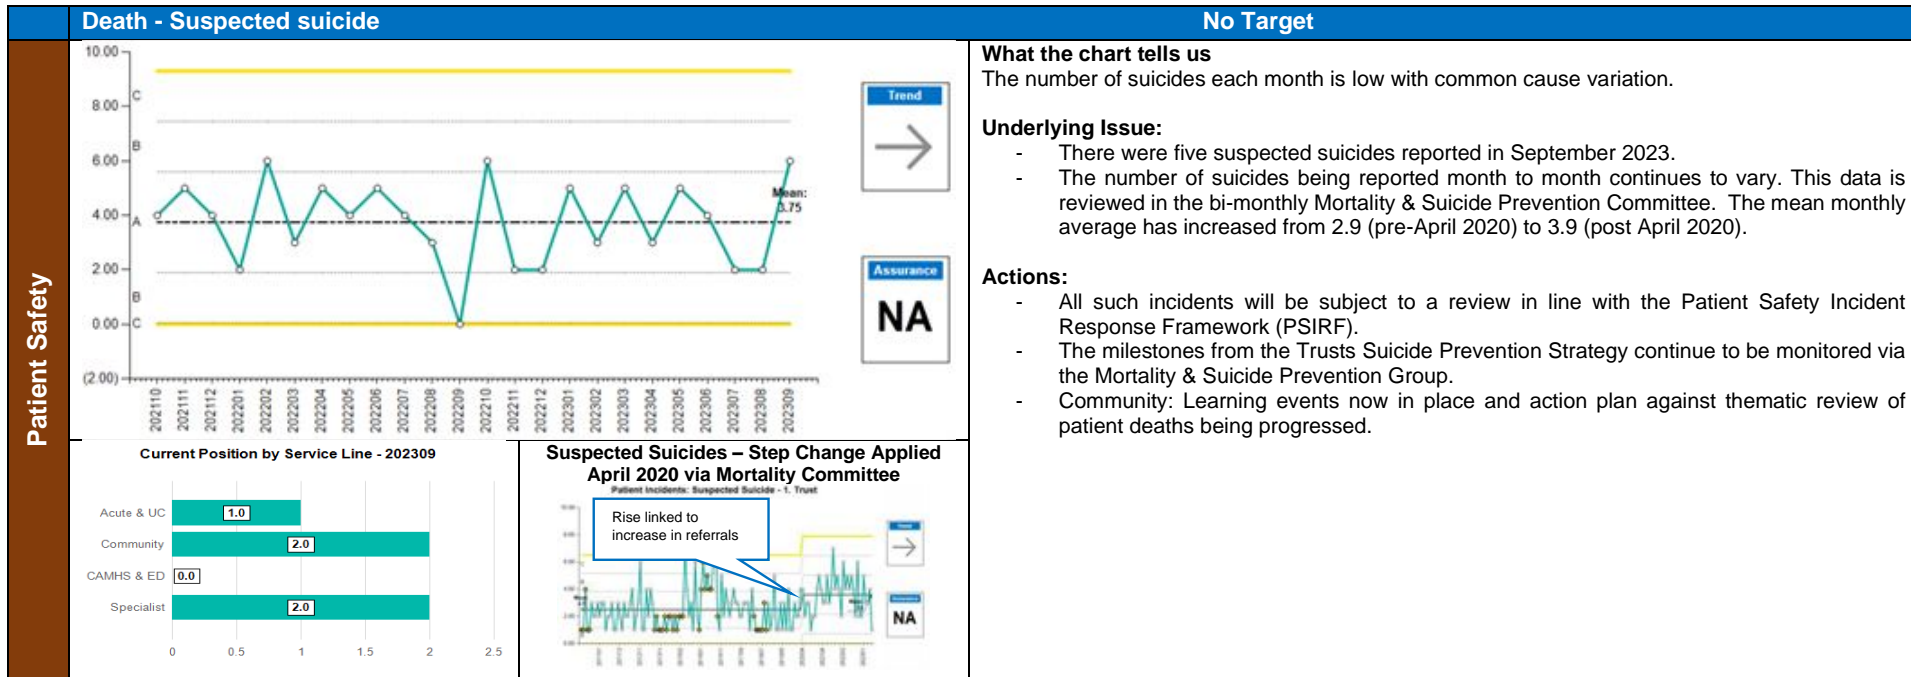 Death - Suspected suicide
No Target
Patient Safety
10.00
8.00
6.00
4.00
2.00
0.00
(2.00)
C
B
A
B
C
Mean:
3.75
202110
202111
202112
202201
202202
202203
202204
202205
202206
202207
202208
202209
202210
202211
202212
202301
202302
202303
202304
202305
202306
202307
202308
202309
Trend
Assurance
NA
What the chart tells us
The number of suicides each month is low with common cause variation.
Underlying Issue:
- There were five suspected suicides reported in September 2023.
- The number of suicides being reported month to month continues to vary. This data is
reviewed in the bi-monthly Mortality & Suicide Prevention Committee. The mean monthly
average has increased from 2.9 (pre-April 2020) to 3.9 (post April 2020).
Actions:
- All such incidents will be subject to a review in line with the Patient Safety Incident
Response Framework (PSIRF).
- The milestones from the Trusts Suicide Prevention Strategy continue to be monitored via
the Mortality & Suicide Prevention Group.
- Community: Learning events now in place and action plan against thematic review of
patient deaths being progressed.
Current Position by Service Line - 202309
Acute & UC
1.0
Community
2.0
CAMHS & ED
0.0
Specialist
2.0
0 0.5 1 1.5 2 2.5
Suspected Suicides – Step Change Applied
April 2020 via Mortality Committee
Patient Incidents: Suspected Suicide - 1. Trust
Rise linked to
increase in referrals
NA